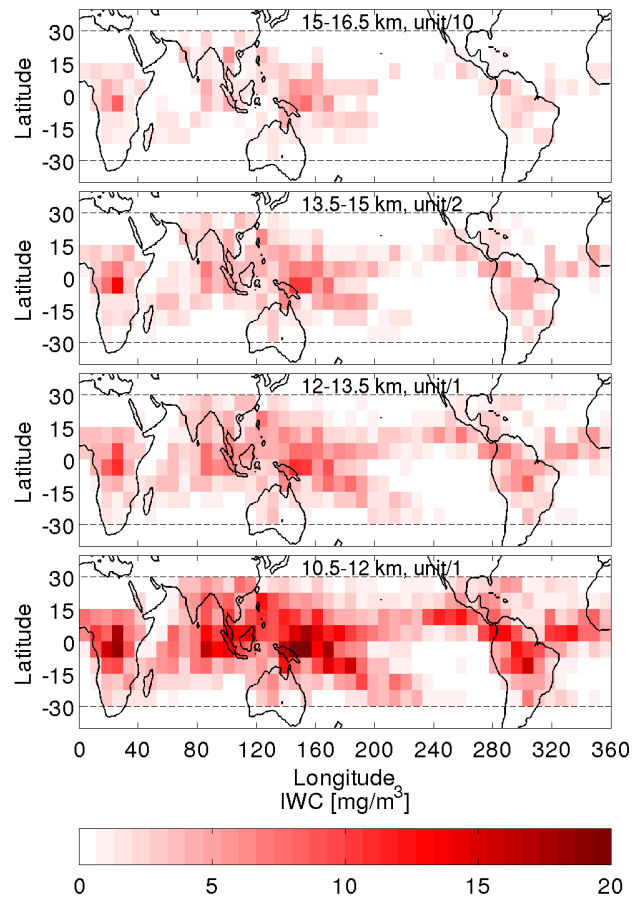 15-16.5 km, unit/10
30
15
0
-15
-30
Latitude
13.5-15 km, unit/2
30
15
0
-15
-30
Latitude
12-13.5 km, unit/1
30
15
0
-15
-30
Latitude
10.5-12 km, unit/1
30
15
0
-15
-30
Latitude
0 40 80 120 160 200 240 280 320 360
Longitude
IWC [mg/m³]
0 5 10 15 20